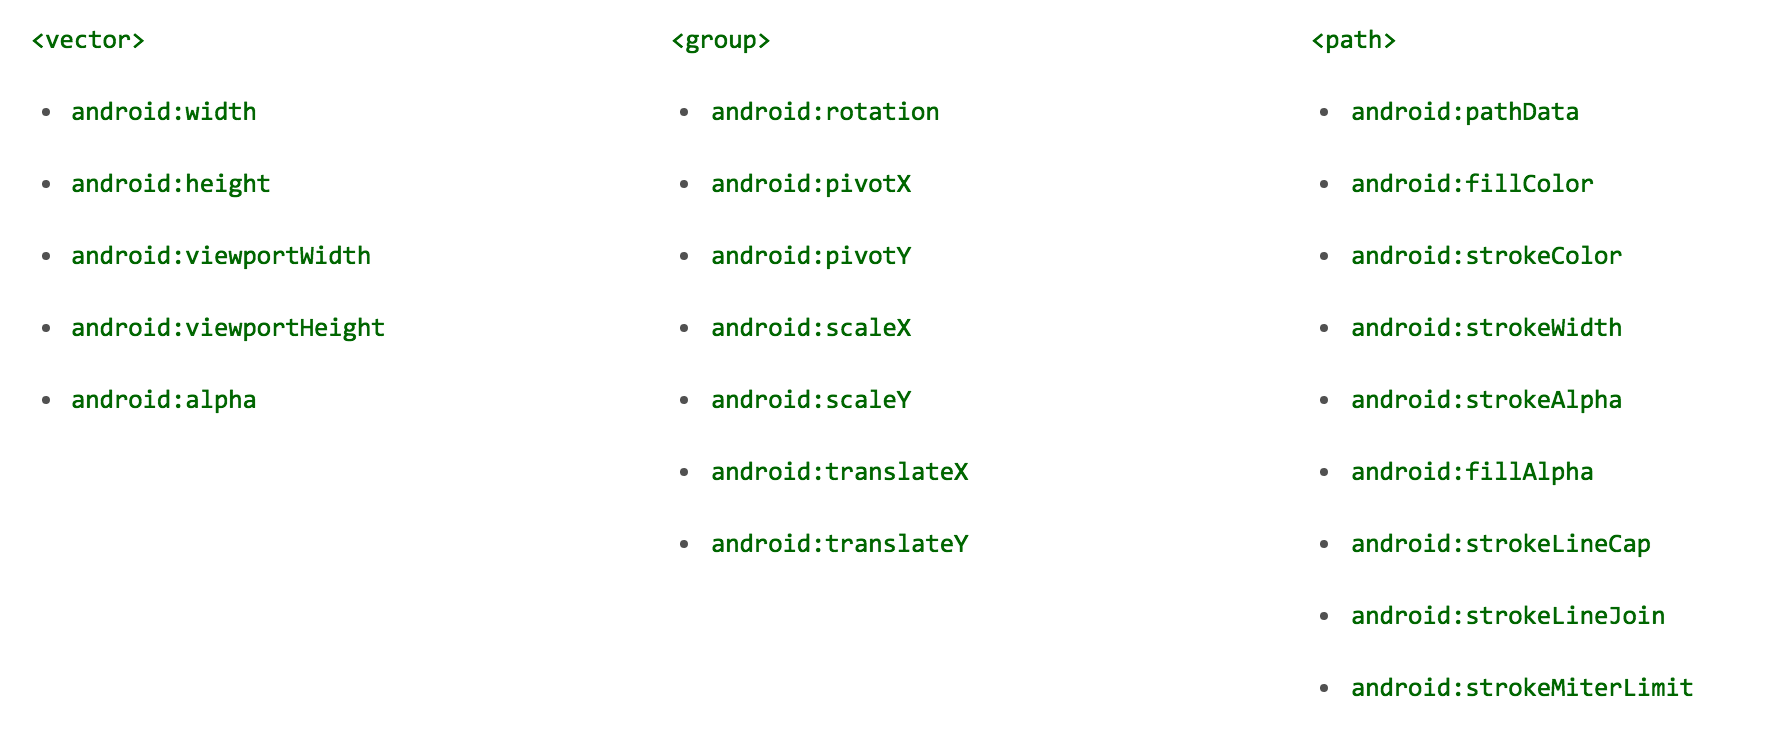 <vector>
• android:width
• android:height
• android:viewportWidth
• android:viewportHeight
• android:alpha
<group>
• android:rotation
• android:pivotX
• android:pivotY
• android:scaleX
• android:scaleY
• android:translateX
• android:translateY
<path>
• android:pathData
• android:fillColor
• android:strokeColor
• android:strokeWidth
• android:strokeAlpha
• android:fillAlpha
• android:strokeLineCap
• android:strokeLineJoin
• android:strokeMiterLimit